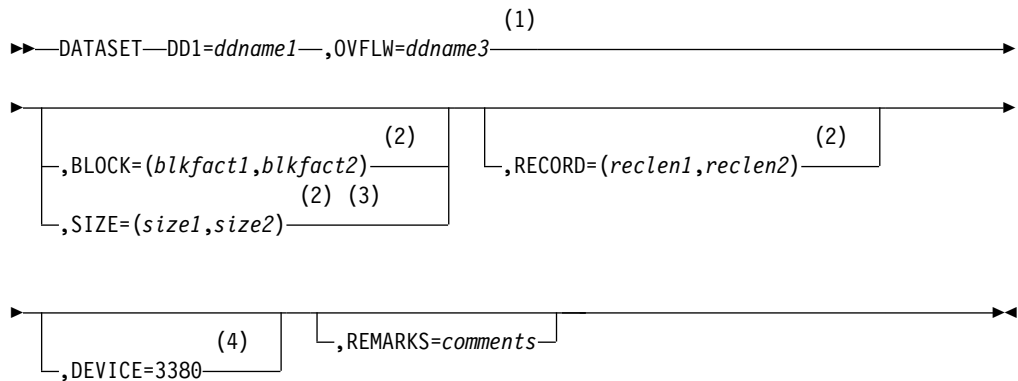 (1)
DATASET DD1=ddname1 ,OVFLW=ddname3
(2) (2)
,BLOCK=(blkfact1,blkfact2) ,RECORD=(reclen1,reclen2)
(2) (3)
,SIZE=(size1,size2)
(4) ,REMARKS=comments
,DEVICE=3380